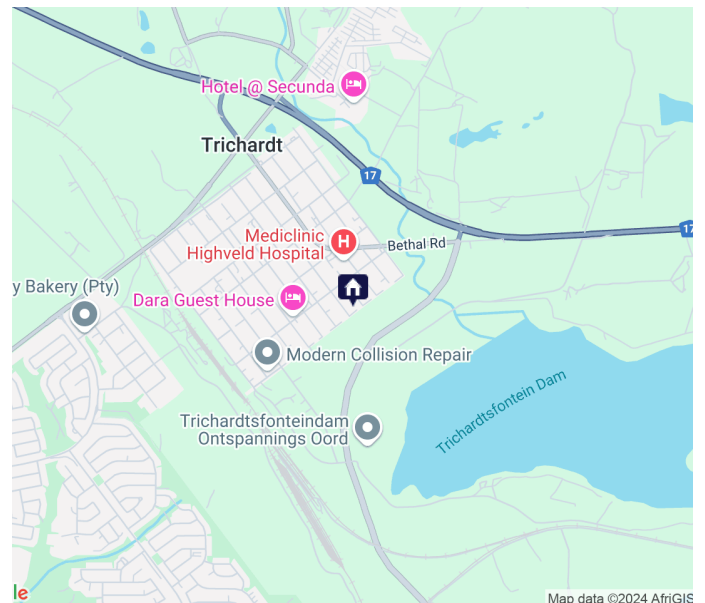 Hotel @ Secunda
Trichardt
17
Mediclinic
Highveld Hospital
H
Bethal Rd
17
y Bakery (Pty)
Dara Guest House
Modern Collision Repair
Trichardtsfontein Dam
Trichardtsfonteindam
Ontspannings Oord
le
Map data ©2024 AfriGIS